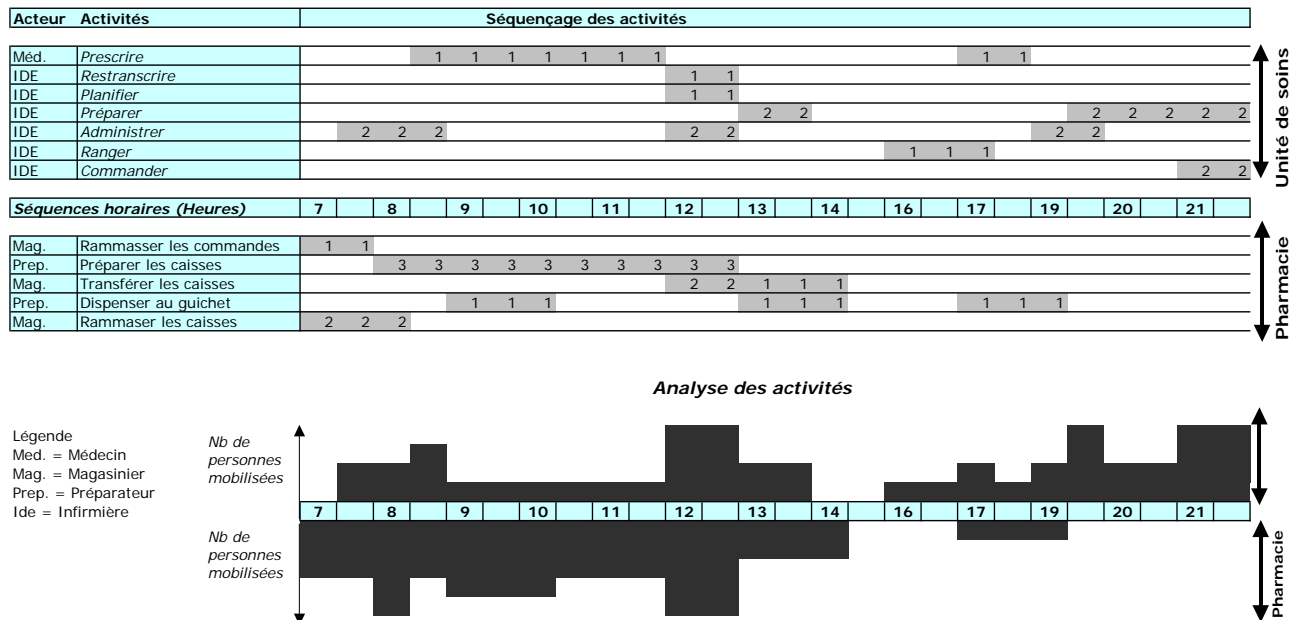 Acteur Activités Séquençage des activités
Méd. Prescrire 1 1 1 1 1 1 1 1 1
IDE Restranscrire 1 1
IDE Planifier 1 1
IDE Préparer 2 2 2 2 2 2 2
IDE Administrer 2 2 2 2 2 2 2
IDE Ranger 1 1 1
IDE Commander 2 2
Unité de soins
Séquences horaires (Heures) 7 8 9 10 11 12 13 14 16 17 19 20 21
Mag. Rammasser les commandes 1 1
Prep. Préparer les caisses 3 3 3 3 3 3 3 3 3 3
Mag. Transférer les caisses 2 2 1 1 1
Prep. Dispenser au guichet 1 1 1 1 1 1 1 1 1
Mag. Rammaser les caisses 2 2 2
Pharmacie
Analyse des activités
Légende
Med. = Médecin
Mag. = Magasinier
Prep. = Préparateur
Ide = Infirmière
Nb de
personnes
mobilisées
7 8 9 10 11 12 13 14 16 17 19 20 21
Nb de
personnes
mobilisées
Pharmacie